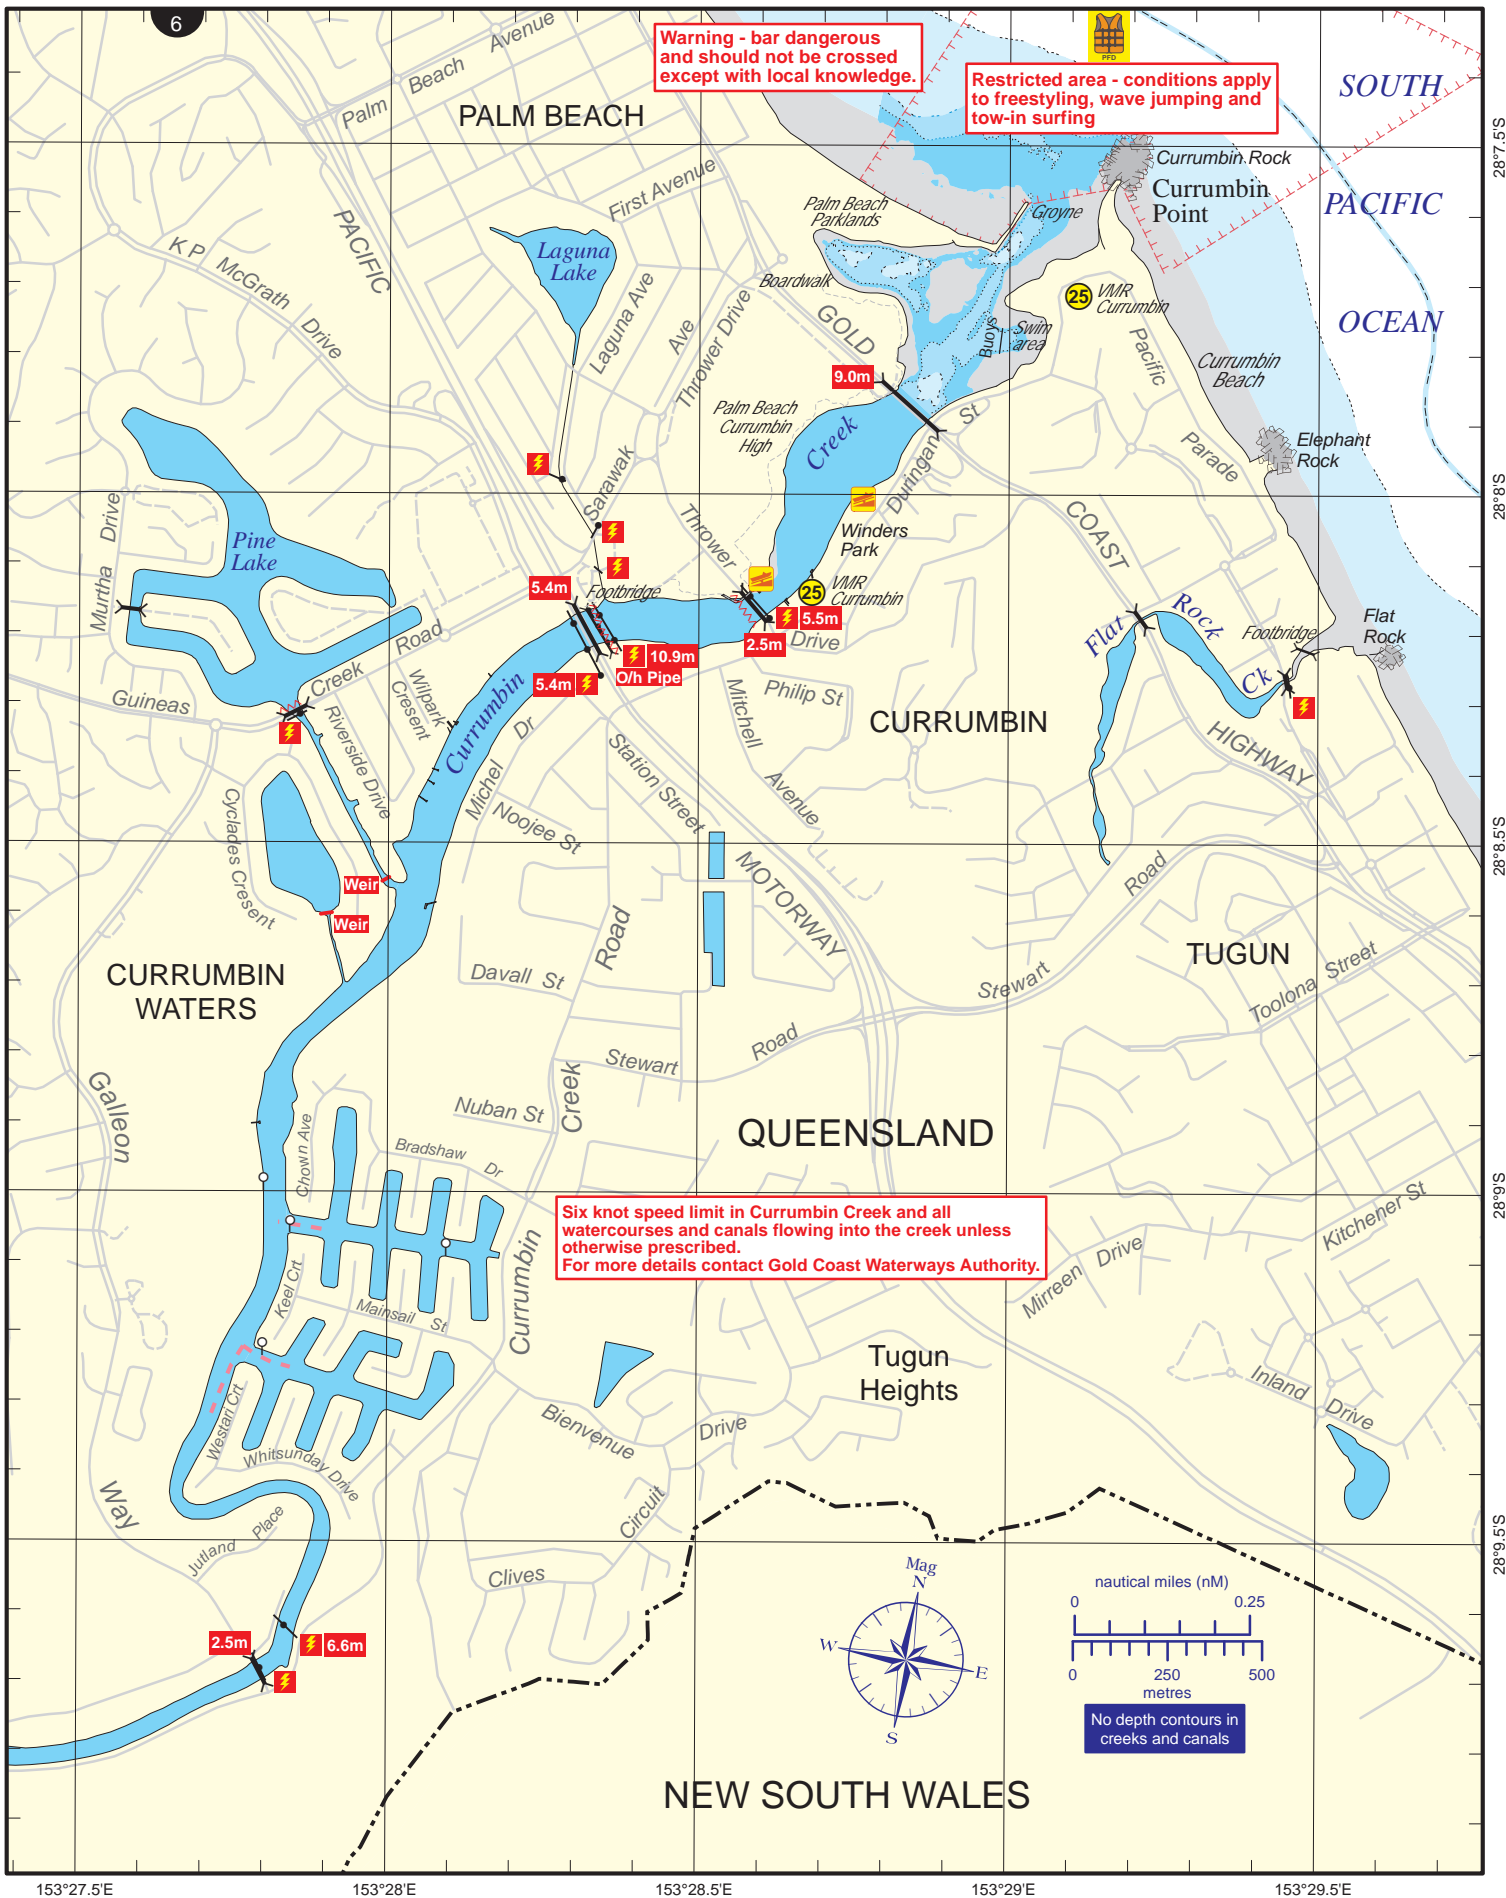 6
Warning - bar dangerous
and should not be crossed
except with local knowledge.
PFD
Restricted area - conditions apply
to freestyling, wave jumping and
tow-in surfing
SOUTH
PACIFIC
OCEAN
Palm Beach Avenue
PALM BEACH
First Avenue
PACIFIC
K P McGrath Drive
Laguna
Lake
Laguna Ave
Ave
Thrower Drive
Palm Beach
Parklands
Boardwalk
Groyne
Currumbin Rock
Currumbin
Point
28°7.5'S
GOLD
Buoys
Swim
area
25
VMR
Currumbin
Pacific
Parade
Currumbin
Beach
9.0m
Palm Beach
Currumbin
High
Creek
Duringan St
Elephant
Rock
28°8'S
Sarawak
Thrower
Drive
COAST
Winders
Park
Murtha Drive
Pine
Lake
5.4m
Footbridge
25
VMR
Currumbin
5.5m
2.5m
10.9m
O/h Pipe
5.4m
Flat Rock Ck
Footbridge
Flat
Rock
Guineas Creek Road
Wilpark
Cresent
Riverside Drive
Currumbin
Michel Dr
Philip St
Mitchell Avenue
CURRUMBIN
HIGHWAY
Cyclades Cresent
Noojee St
Station Street
MOTORWAY
28°8.5'S
Weir
Weir
Road
Road
TUGUN
Toolona Street
CURRUMBIN
WATERS
Davall St
Stewart
Stewart Road
Galleon
Creek
Nuban St
QUEENSLAND
Chown Ave
Bradshaw Dr
28°9'S
Six knot speed limit in Currumbin Creek and all
watercourses and canals flowing into the creek unless
otherwise prescribed.
For more details contact Gold Coast Waterways Authority.
Kitchener St
Mirreen Drive
Currumbin
Keel Crt
Mainsail St
Tugun
Heights
Westari Crt
Whitsunday Drive
Bienvenue Drive
Inland Drive
Way
Jutland Place
Circuit
Clives
28°9.5'S
Mag
N
W
E
S
nautical miles (nM)
0 0.25
0 250 500
metres
No depth contours in
creeks and canals
2.5m
6.6m
NEW SOUTH WALES
153°27.5'E 153°28'E 153°28.5'E 153°29'E 153°29.5'E